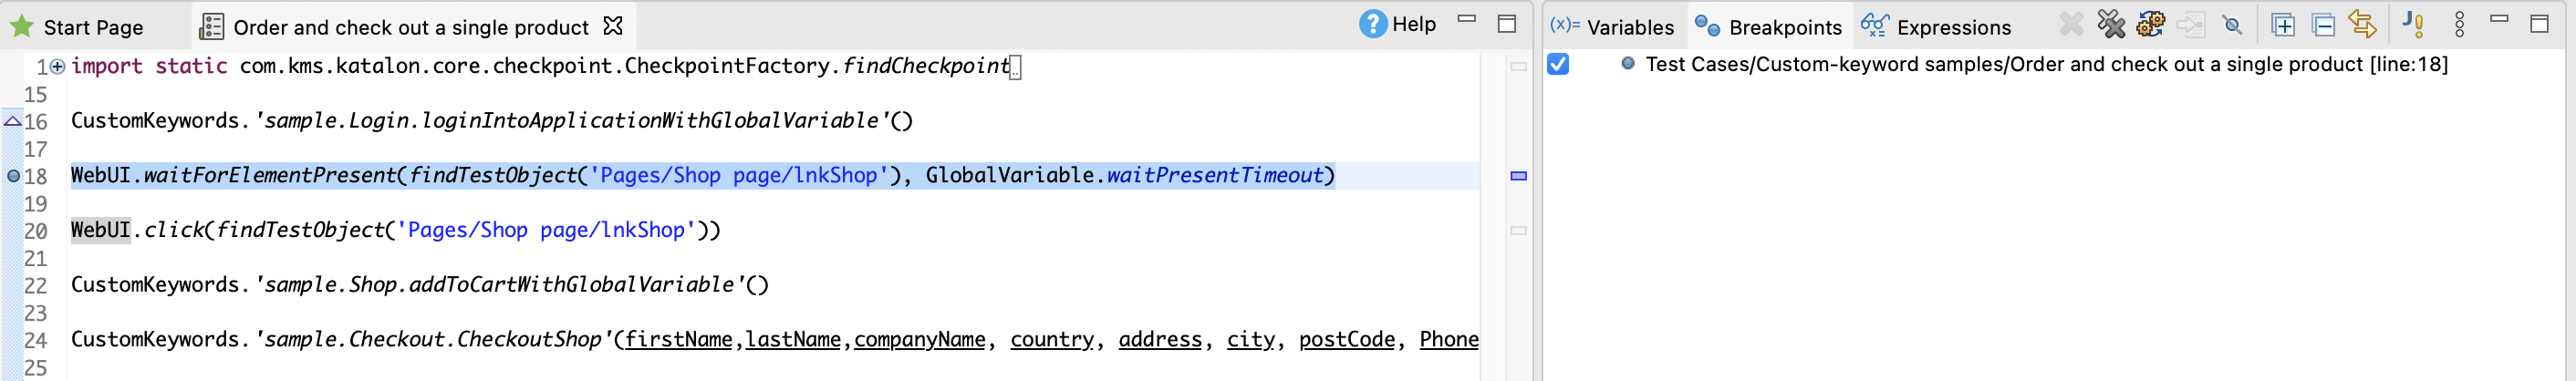 Start Page
Order and check out a single product
Help
(x)= Variables
Breakpoints
Expressions
1 import static com.kms.katalon.core.checkpoint.CheckpointFactory.findCheckpoint
15
16 CustomKeywords.'sample.Login.loginIntoApplicationWithGlobalVariable'()
17
18 WebUI.waitForElementPresent(findTestObject('Pages/Shop page/lnkShop'), GlobalVariable.waitPresentTimeout)
19
20 WebUI.click(findTestObject('Pages/Shop page/lnkShop'))
21
22 CustomKeywords.'sample.Shop.addToCartWithGlobalVariable'()
23
24 CustomKeywords.'sample.Checkout.CheckoutShop'(firstName,lastName,companyName, country, address, city, postCode, Phone
25
Test Cases/Custom-keyword samples/Order and check out a single product [line:18]